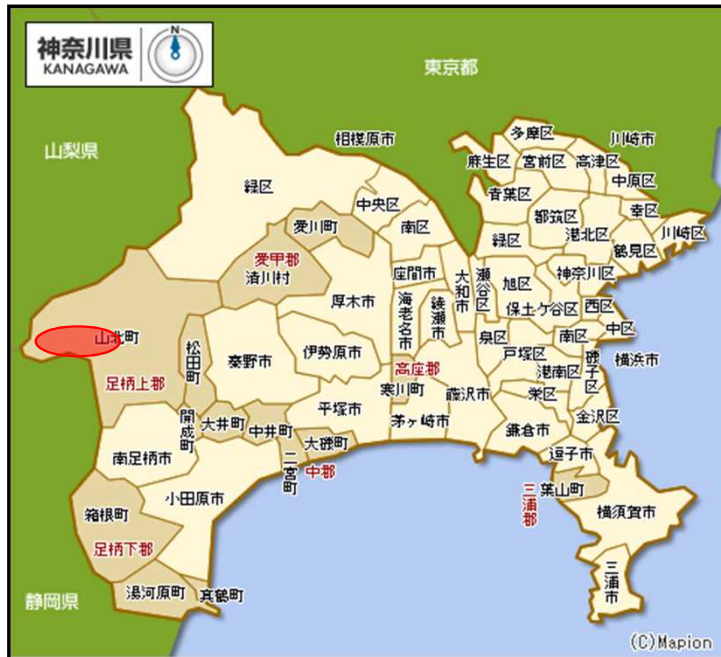 神奈川県
KANAGAWA
東京都
山梨県
相模原市
多摩区
川崎市
麻生区
宮前区
高津区
中原区
緑区
青葉区
中央区
都筑区
幸区
愛川町
南区
緑区
港北区
川崎区
鶴見区
愛甲郡
清川村
座間市
大和市
瀬谷区
旭区
神奈川区
厚木市
海老名市
綾瀬市
保土ケ谷区
西区
山北町
松田町
秦野市
伊勢原市
泉区
南区
中区
戸塚区
磯子区
横浜市
高座郡
足柄上郡
寒川町
藤沢市
港南区
栄区
開成町
大井町
中井町
平塚市
茅ヶ崎市
鎌倉市
金沢区
大磯町
南足柄市
二宮町
中郡
逗子市
葉山町
三浦郡
小田原市
箱根町
横須賀市
足柄下郡
三浦市
湯河原町
真鶴町
静岡県
(C)Mapion